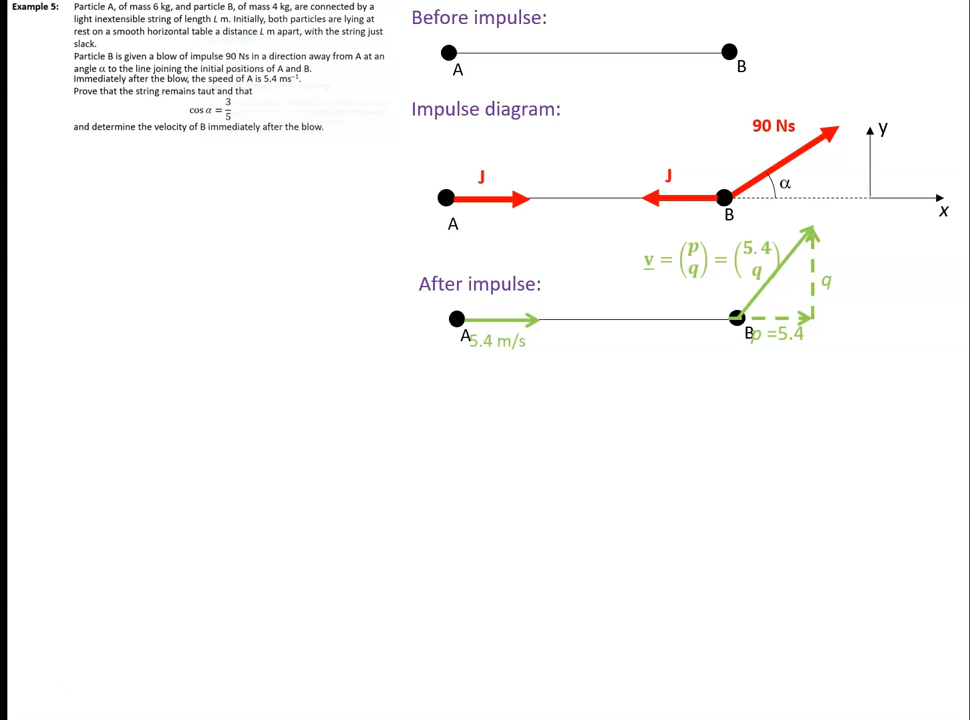 Example 5: Particle A, of mass 6 kg, and particle B, of mass 4 kg, are connected by a
light inextensible string of length L m. Initially, both particles are lying at
rest on a smooth horizontal table a distance L m apart, with the string just
slack.
Particle B is given a blow of impulse 90 Ns in a direction away from A at an
angle α to the line joining the initial positions of A and B.
Immediately after the blow, the speed of A is 5.4 ms⁻¹.
Prove that the string remains taut and that
cos α = 3/5
and determine the velocity of B immediately after the blow.
Before impulse:
A
B
Impulse diagram:
90 Ns
y
J
J
α
A
B
x
v = (p q) = (5.4 q)
After impulse:
q
A
5.4 m/s
B
p =5.4